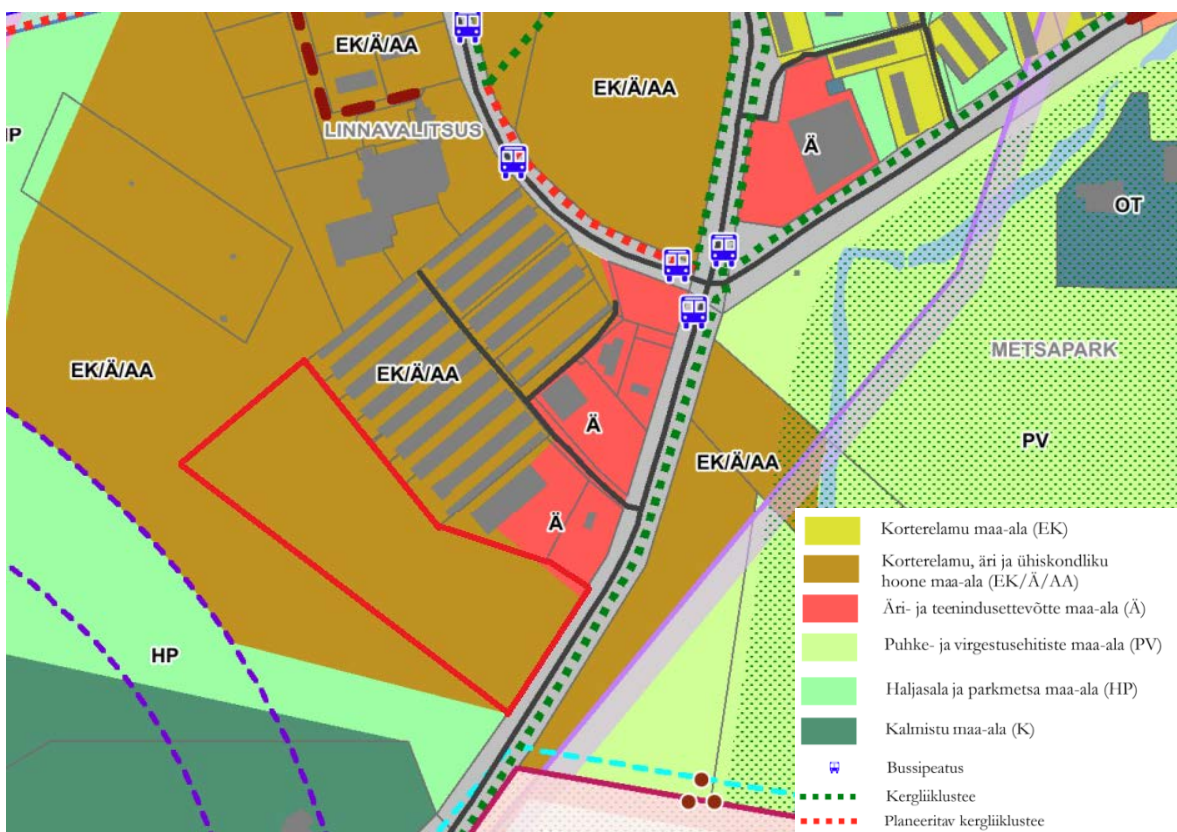 EK/Ä/AA
EK/Ä/AA
LINNAVALITSUS
HP
Ä
OT
METSAPARK
EK/Ä/AA
EK/Ä/AA
Ä
PV
EK/Ä/AA
Ä
HP
Korterelamu maa-ala (EK)
Korterelamu, äri ja ühiskondliku
hoone maa-ala (EK/Ä/AA)
Äri- ja teenindusettevõtte maa-ala (Ä)
Puhke- ja virgestusehitiste maa-ala (PV)
Haljasala ja parkmetsa maa-ala (HP)
Kalmistu maa-ala (K)
Bussipeatus
Kergliiklustee
Planeeritav kergliiklustee